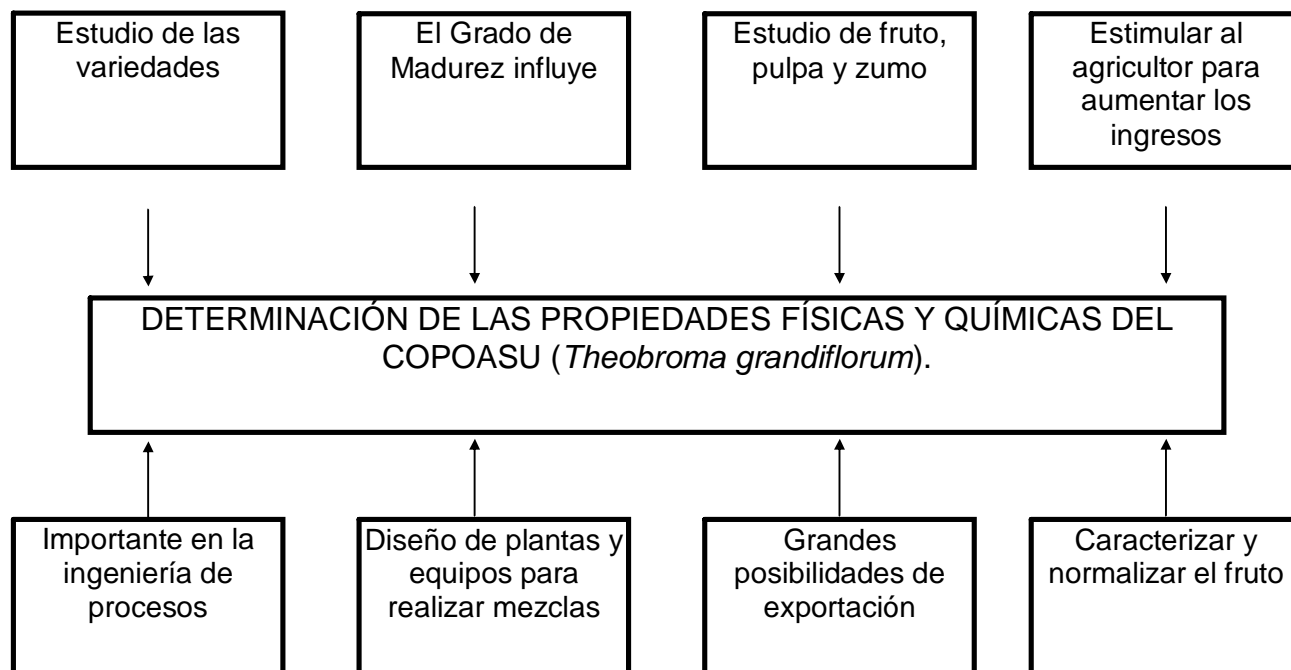 Estudio de las
variedades
El Grado de
Madurez influye
Estudio de fruto,
pulpa y zumo
Estimular al
agricultor para
aumentar los
ingresos
DETERMINACIÓN DE LAS PROPIEDADES FÍSICAS Y QUÍMICAS DEL
COPOASU (Theobroma grandiflorum).
Importante en la
ingeniería de
procesos
Diseño de plantas y
equipos para
realizar mezclas
Grandes
posibilidades de
exportación
Caracterizar y
normalizar el fruto